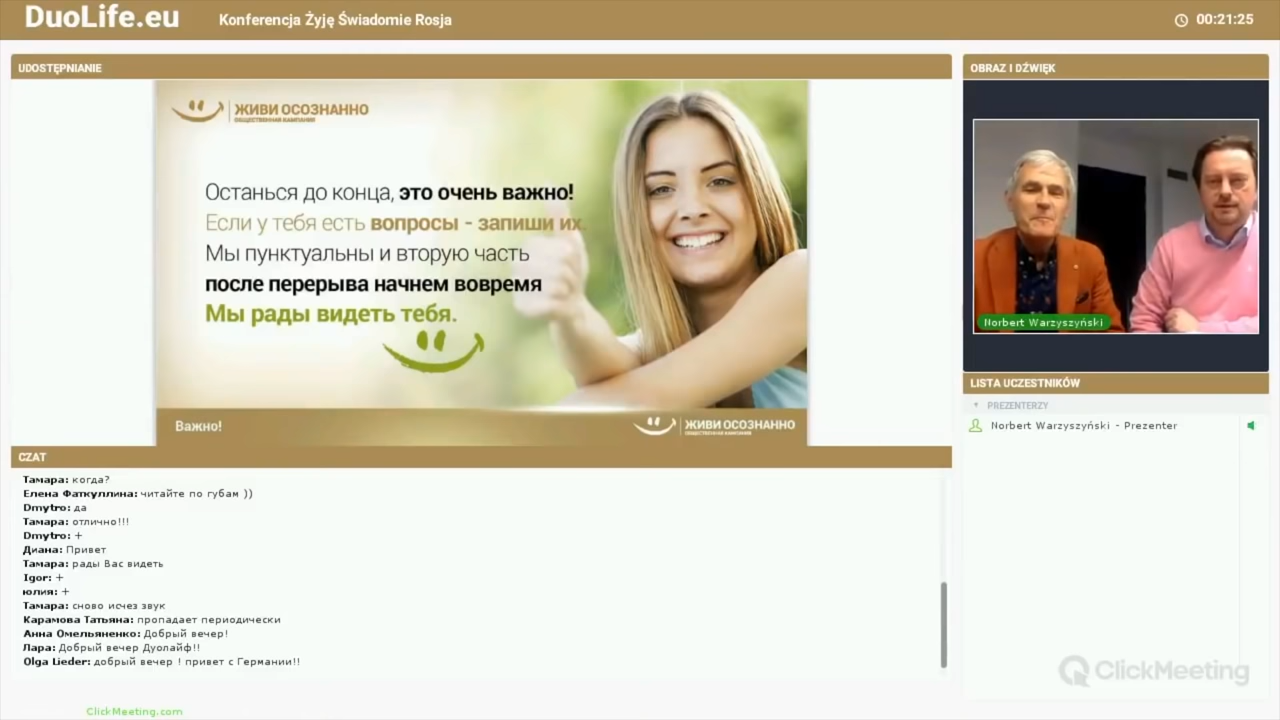 DuoLife.eu
Konferencja Żyję Świadomie Rosja
00:21:25
UDOSTĘPNIANIE
ЖИВИ ОСОЗНАННО
ОБЩЕСТВЕННАЯ КАМПАНИЯ
Останься до конца, это очень важно!
Если у тебя есть вопросы - запиши их.
Мы пунктуальны и вторую часть
после перерыва начнем вовремя
Мы рады видеть тебя.
Важно!
ЖИВИ ОСОЗНАННО
ОБЩЕСТВЕННАЯ КАМПАНИЯ
OBRAZ I DŹWIĘK
Norbert Warzyszyński
LISTA UCZESTNIKÓW
PREZENTERZY
Norbert Warzyszyński - Prezenter
CZAT
Тамара: когда?
Елена Фаткуллина: читайте по губам ))
Dmytro: да
Тамара: отлично!!!
Dmytro: +
Диана: Привет
Тамара: рады Вас видеть
Igor: +
юлия: +
Тамара: сново исчез звук
Карамова Татьяна: пропадает периодически
Анна Омельяненко: Добрый вечер!
Лара: Добрый вечер Дуолайф!!
Olga Lieder: добрый вечер ! привет с Германии!!
ClickMeeting
ClickMeeting.com